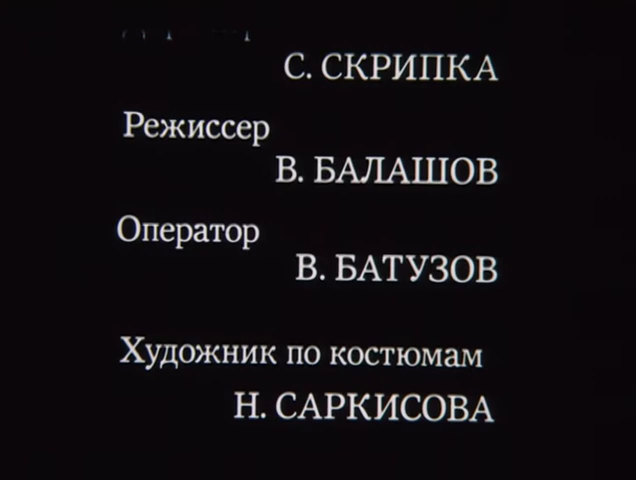 С. СКРИПКА
Режиссер
В. БАЛАШОВ
Оператор
В. БАТУЗОВ
Художник по костюмам
Н. САРКИСОВА